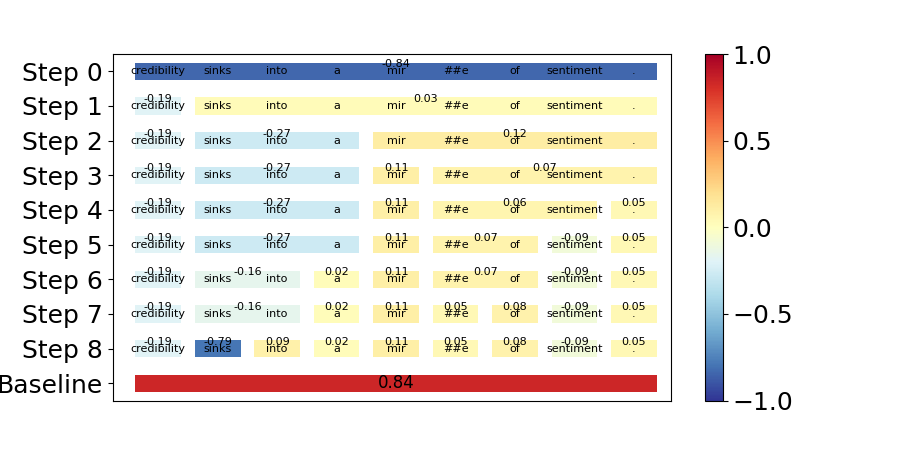 -0.84
Step 0 credibility sinks into a mir ##e of sentiment .
-0.19 0.03
Step 1 credibility sinks into a mir ##e of sentiment .
-0.19 -0.27 0.12
Step 2 credibility sinks into a mir ##e of sentiment .
-0.19 -0.27 0.11 0.07
Step 3 credibility sinks into a mir ##e of sentiment .
-0.19 -0.27 0.11 0.06 0.05
Step 4 credibility sinks into a mir ##e of sentiment .
-0.19 -0.27 0.11 0.07 -0.09 0.05
Step 5 credibility sinks into a mir ##e of sentiment .
-0.19 -0.16 0.02 0.11 0.07 -0.09 0.05
Step 6 credibility sinks into a mir ##e of sentiment .
-0.19 -0.16 0.02 0.11 0.05 0.08 -0.09 0.05
Step 7 credibility sinks into a mir ##e of sentiment .
-0.19 -0.79 0.09 0.02 0.11 0.05 0.08 -0.09 0.05
Step 8 credibility sinks into a mir ##e of sentiment .
Baseline 0.84
1.0
0.5
0.0
−0.5
−1.0